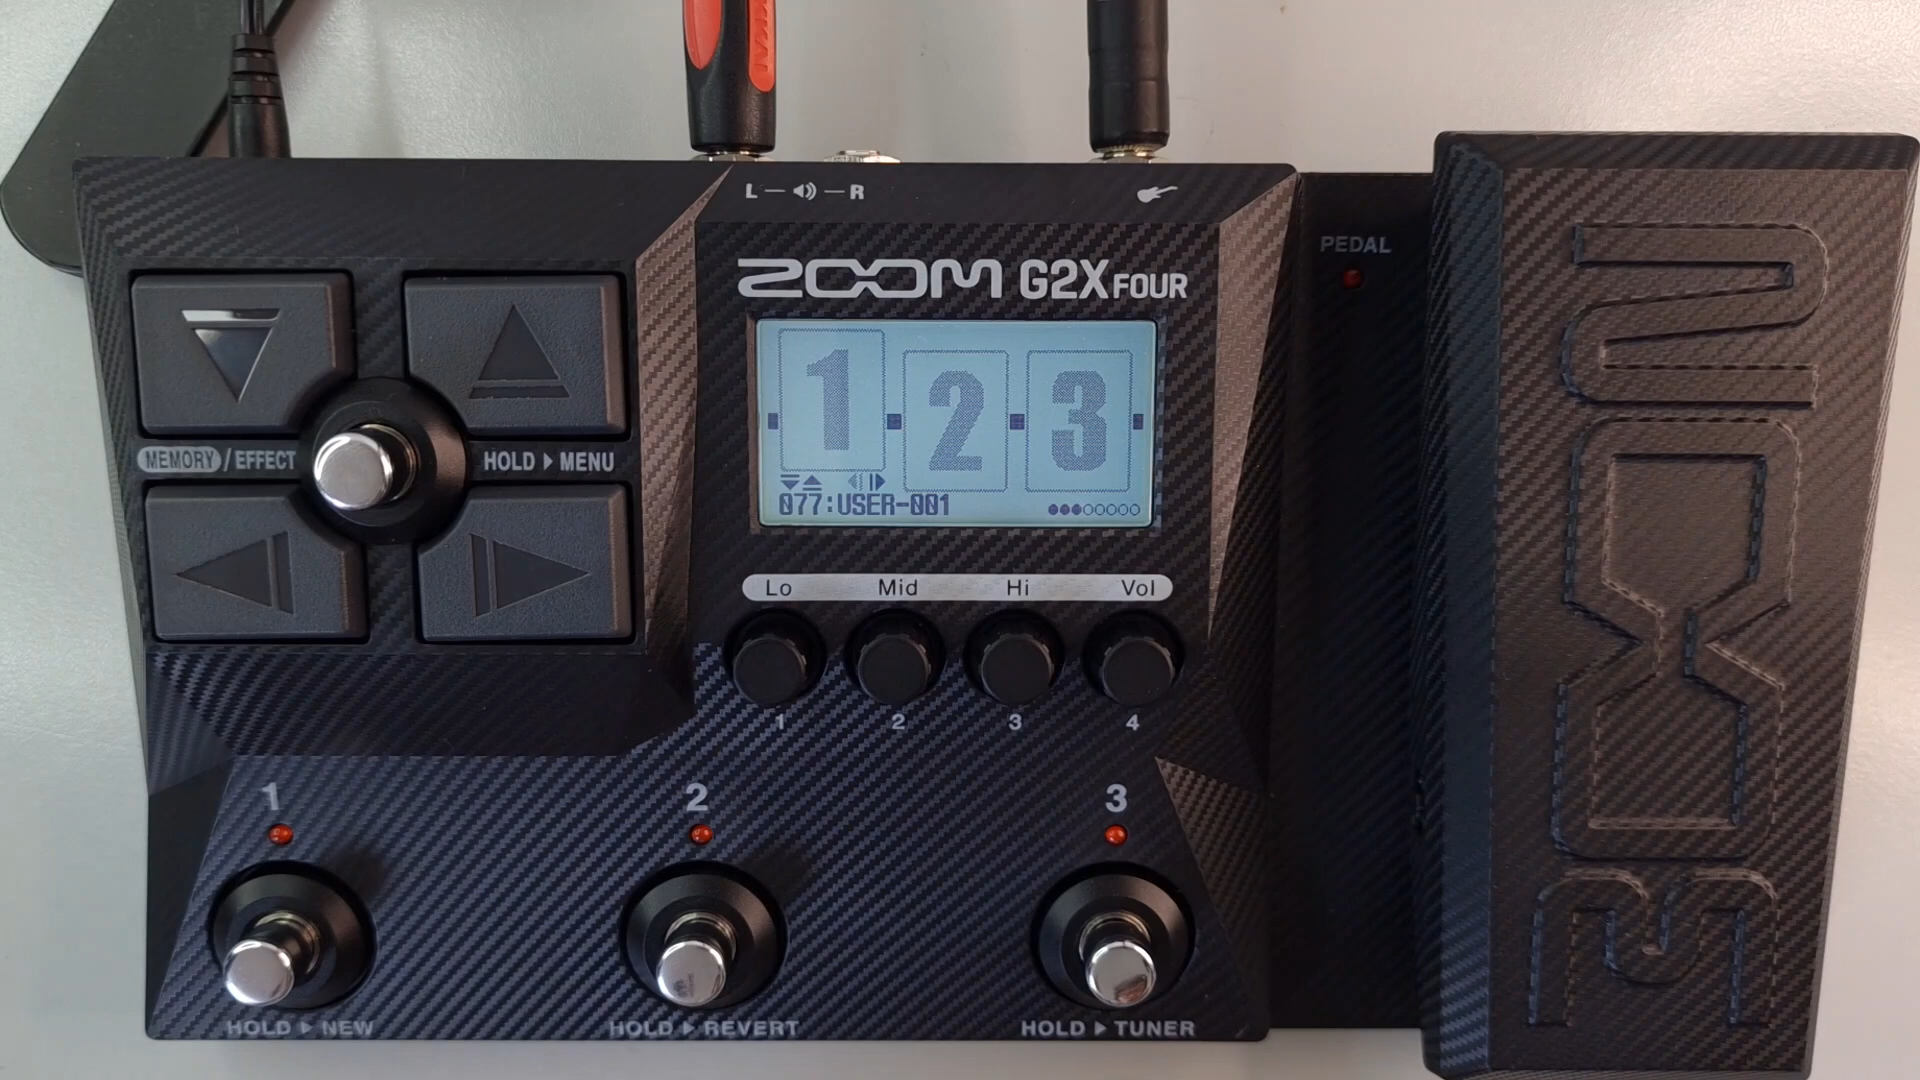 L R
PEDAL
ZOOM G2X FOUR
1 2 3
077:USER-001
MEMORY / EFFECT HOLD MENU
Lo Mid Hi Vol
1 2 3 4
1 2 3
HOLD NEW HOLD REVERT HOLD TUNER
ZOOM